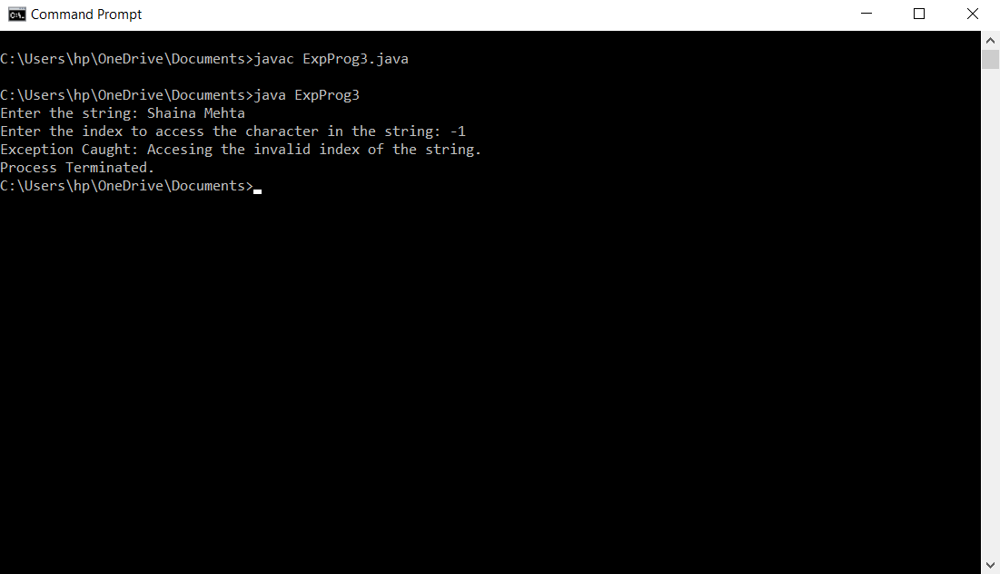 Command Prompt
C:\Users\hp\OneDrive\Documents>javac ExpProg3.java
C:\Users\hp\OneDrive\Documents>java ExpProg3
Enter the string: Shaina Mehta
Enter the index to access the character in the string: -1
Exception Caught: Accesing the invalid index of the string.
Process Terminated.
C:\Users\hp\OneDrive\Documents>